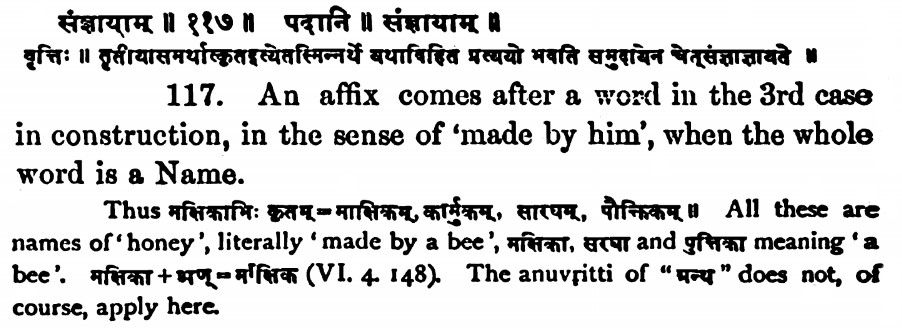 संज्ञायाम् ॥ ११७ ॥ पदानि ॥ संज्ञायाम् ॥
वृत्तिः ॥ तृतीयासमर्थात्कृतइत्येतस्मिन्नर्थे यथाविहित प्रत्ययो भवति समुदायेन चेत्संज्ञाज्ञायते ॥
117. An affix comes after a word in the 3rd case
in construction, in the sense of ‘made by him’, when the whole
word is a Name.
Thus मक्षिकाभिः कृतम्=माक्षिकम्, कार्मुकम्, सारघम्, पौत्तिकम् ॥ All these are
names of ‘honey’, literally ‘made by a bee’, मक्षिका, सरघा and पुत्तिका meaning ‘a
bee’. मक्षिका + अण्=माक्षिक (VI. 4. 148). The anuvṛitti of “ग्रन्थ” does not, of
course, apply here.